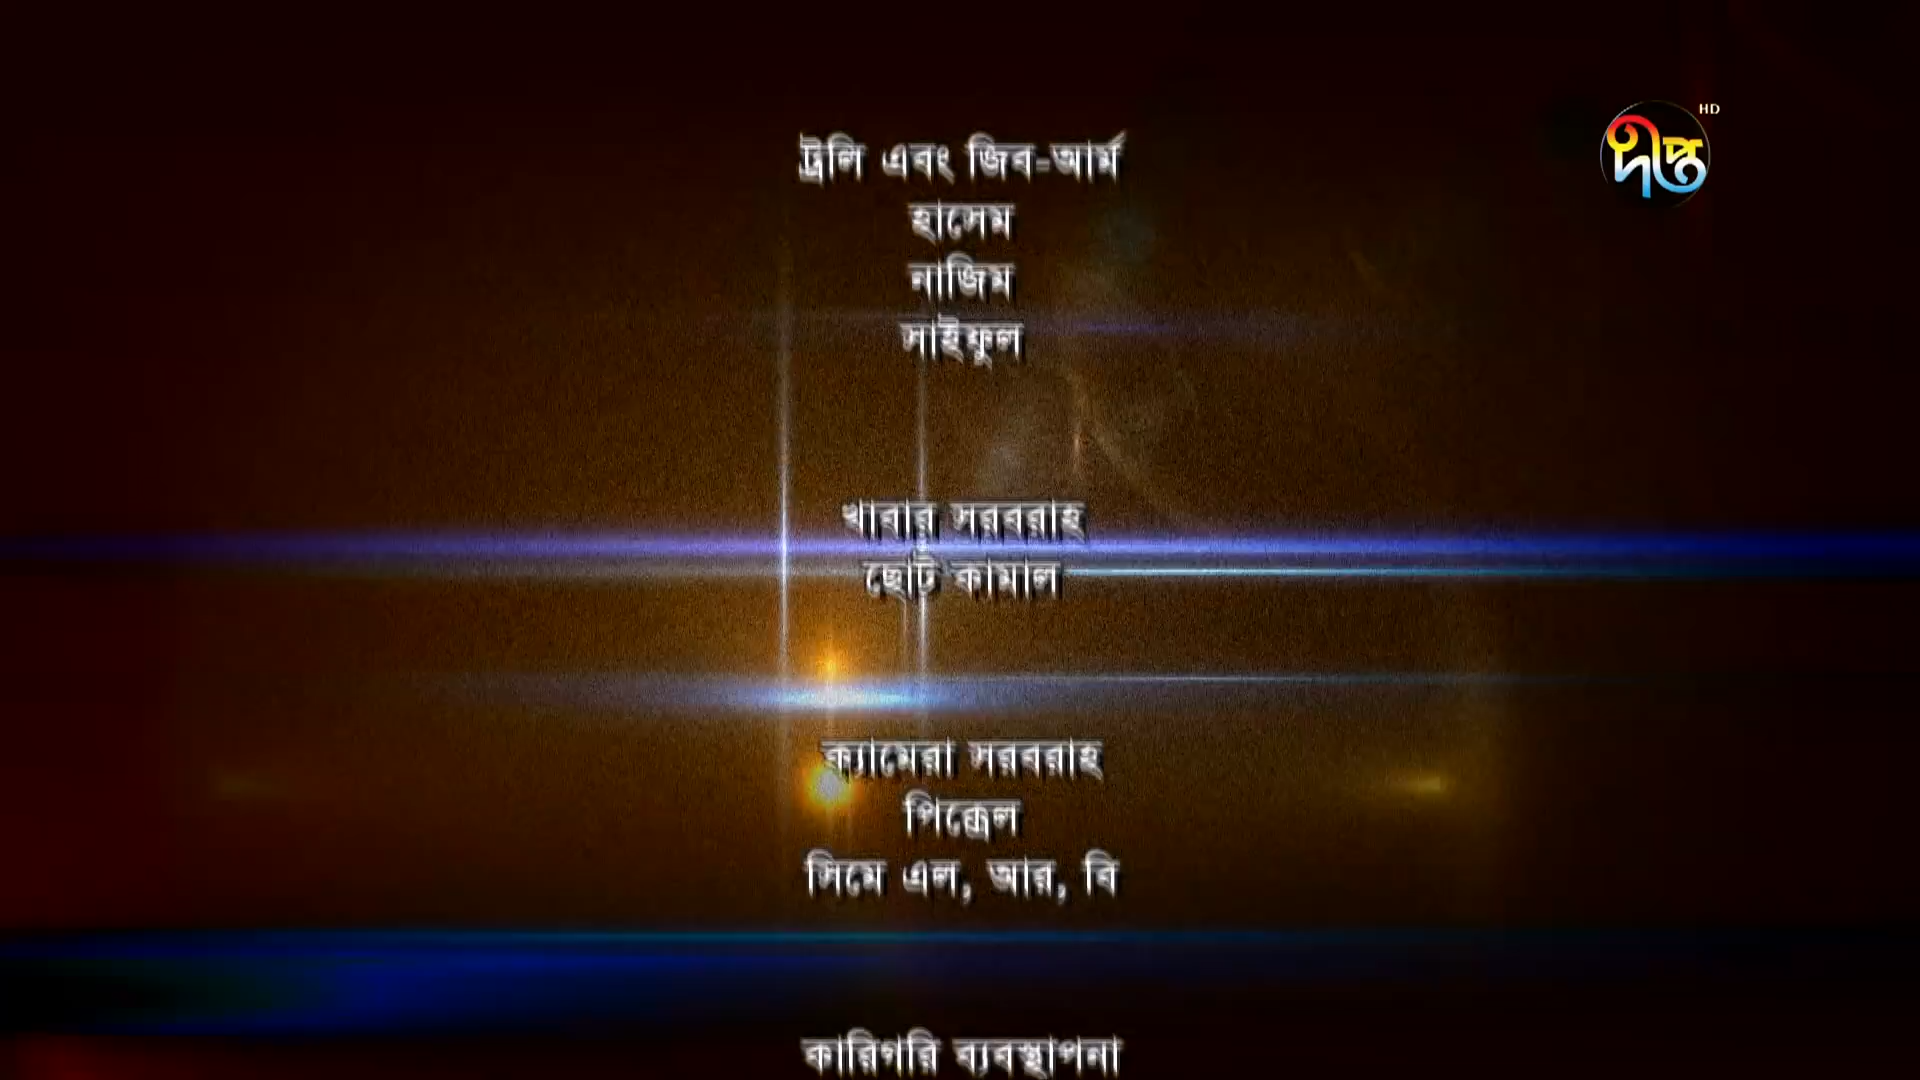 HD
দীপ্ত
ট্রলি এবং জিব-আর্ম
হাসেম
নাজিম
সাইফুল
খাবার সরবরাহ
ছোট কামাল
ক্যামেরা সরবরাহ
পিক্সেল
সিমে এল, আর, বি
কারিগরি ব্যবস্থাপনা